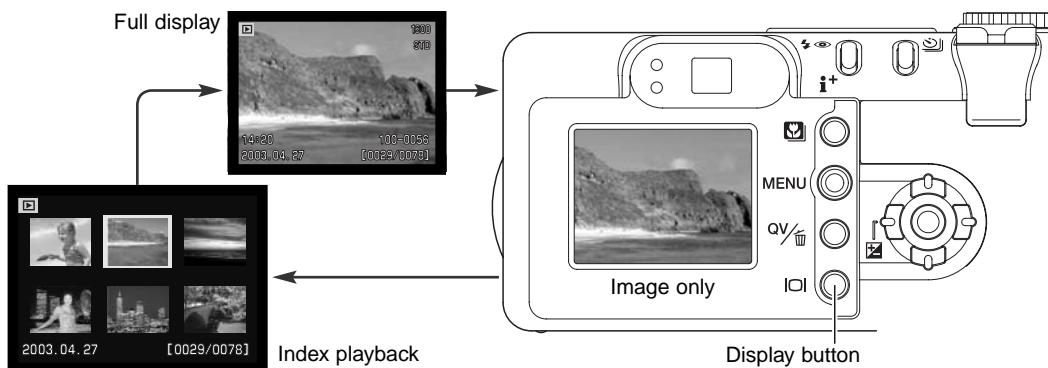 Full display
1600
STD
14:20 100-0056
2003.04.27 [0029/0078]
i+
MENU
QV/
Image only
2003.04.27 [0029/0078]
Index playback
Display button